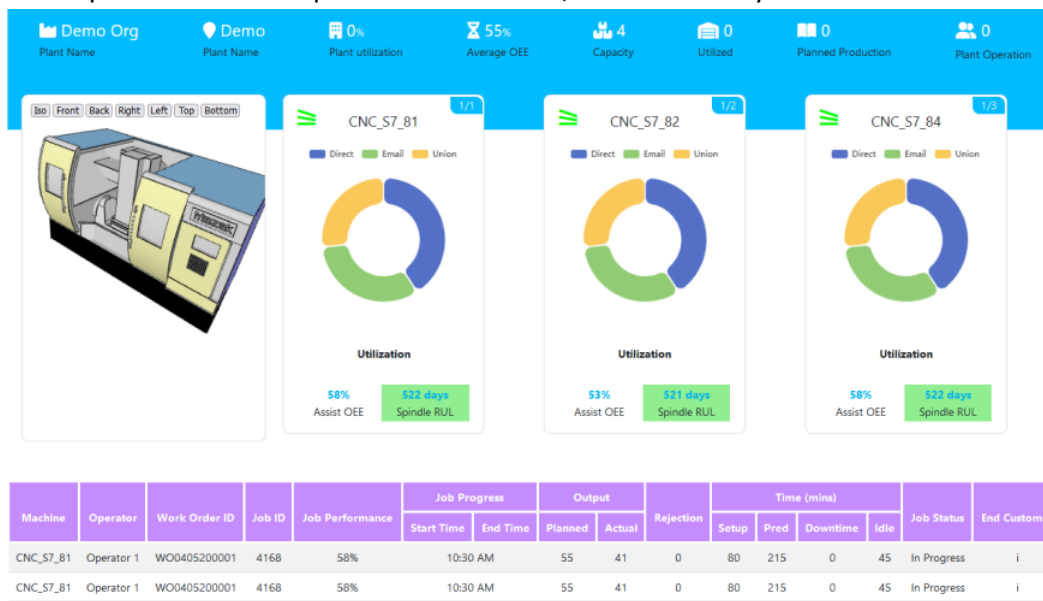 Demo Org
Plant Name
Demo
Plant Name
0%
Plant utilization
55%
Average OEE
4
Capacity
0
Utilized
0
Planned Production
0
Plant Operation
Iso Front Back Right Left Top Bottom
Mazak
1/1
CNC_S7_81
Direct Email Union
Utilization
58%
Assist OEE
522 days
Spindle RUL
1/2
CNC_S7_82
Direct Email Union
Utilization
53%
Assist OEE
521 days
Spindle RUL
1/3
CNC_S7_84
Direct Email Union
Utilization
58%
Assist OEE
522 days
Spindle RUL
Machine Operator Work Order ID Job ID Job Performance Job Progress Output Rejection Time (mins) Job Status End Custome
Start Time End Time Planned Actual Setup Pred Downtime Idle
CNC_S7_81 Operator 1 WO0405200001 4168 58% 10:30 AM 55 41 0 80 215 0 45 In Progress i
CNC_S7_81 Operator 1 WO0405200001 4168 58% 10:30 AM 55 41 0 80 215 0 45 In Progress i